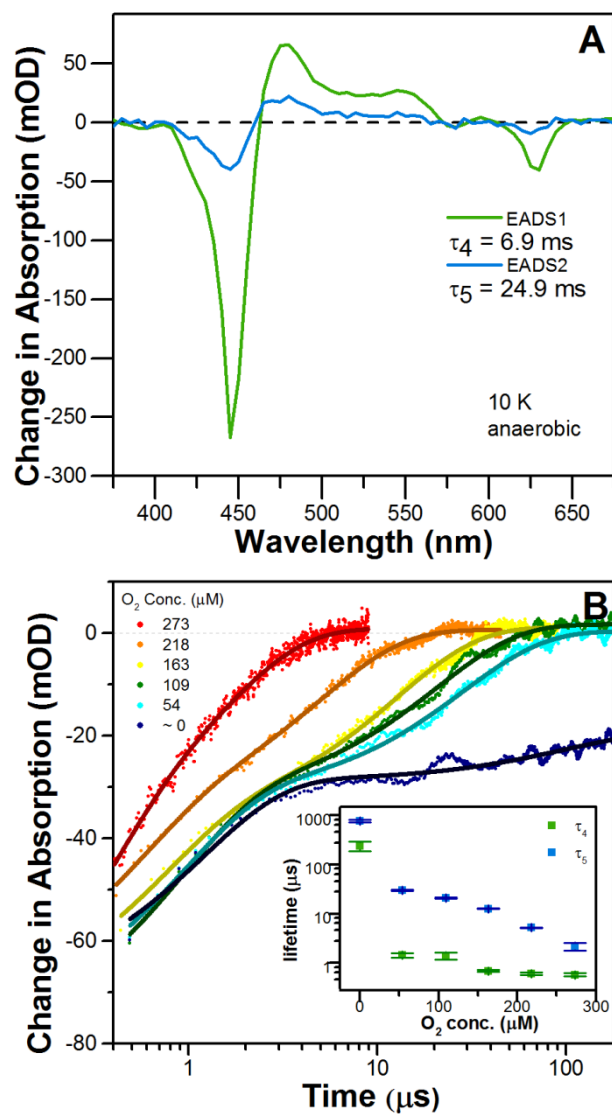 A
Change in Absorption (mOD)
50
0
-50
-100
-150
-200
-250
-300
EADS1
τ4 = 6.9 ms
EADS2
τ5 = 24.9 ms
10 K
anaerobic
400 450 500 550 600 650
Wavelength (nm)
B
O2 Conc. (μM)
273
218
163
109
54
~ 0
Change in Absorption (mOD)
0
-20
-40
-60
-80
lifetime (μs)
1000
100
10
1
τ4
τ5
0 100 200 300
O2 conc. (μM)
1 10 100
Time (μs)